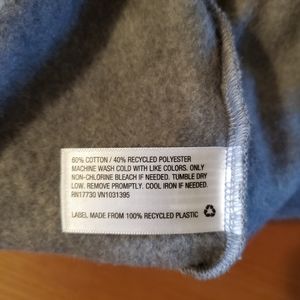 60% COTTON / 40% RECYCLED POLYESTER
MACHINE WASH COLD WITH LIKE COLORS. ONLY
NON-CHLORINE BLEACH IF NEEDED. TUMBLE DRY
LOW. REMOVE PROMPTLY. COOL IRON IF NEEDED.
RN17730 VN1031395
LABEL MADE FROM 100% RECYCLED PLASTIC